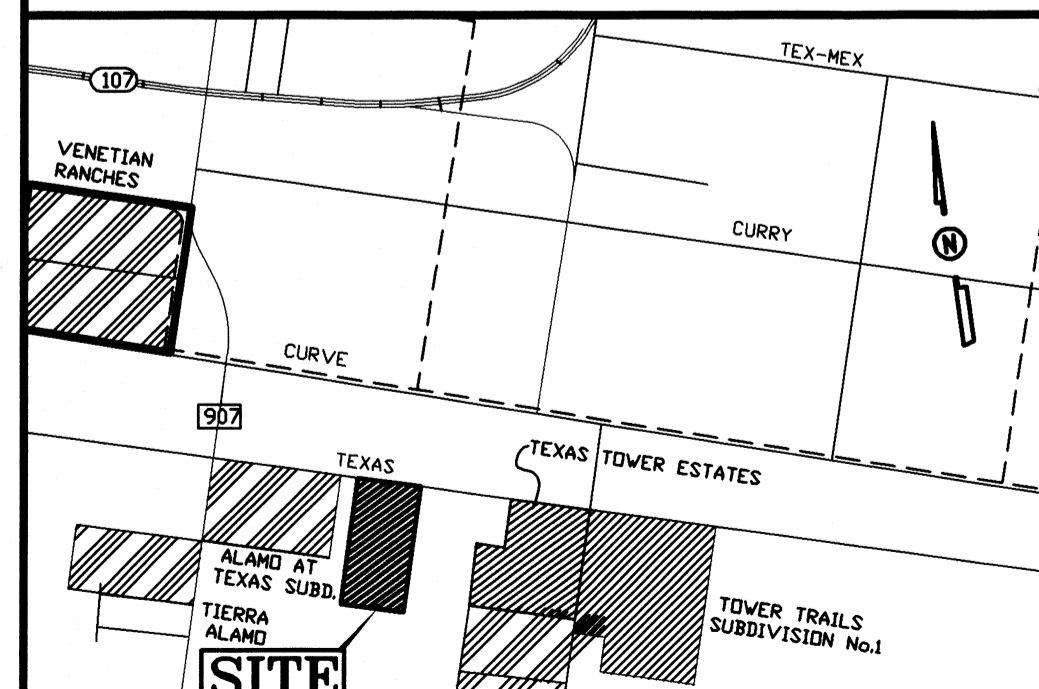 TEX-MEX
107
VENETIAN
RANCHES
CURRY
N
CURVE
907
TEXAS
TEXAS TOWER ESTATES
ALAMO AT
TEXAS SUBD.
TIERRA
ALAMO
TOWER TRAILS
SUBDIVISION No.1
SITE